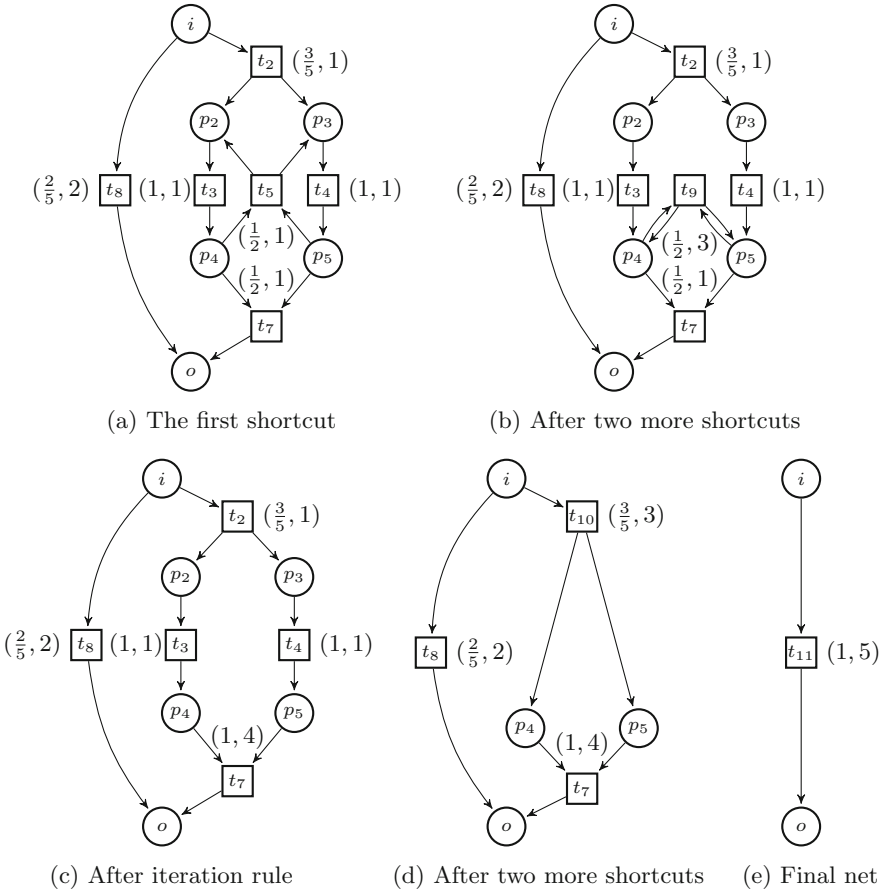 i
t₂ (3/5, 1)
p₂ p₃
(2/5, 2) t₈ (1, 1) t₃ t₅ t₄ (1, 1)
(1/2, 1)
p₄ p₅
(1/2, 1)
t₇
o
(a) The first shortcut
i
t₂ (3/5, 1)
p₂ p₃
(2/5, 2) t₈ (1, 1) t₃ t₉ t₄ (1, 1)
(1/2, 3)
p₄ p₅
(1/2, 1)
t₇
o
(b) After two more shortcuts
i
t₂ (3/5, 1)
p₂ p₃
(2/5, 2) t₈ (1, 1) t₃ t₄ (1, 1)
p₄ p₅
(1, 4)
t₇
o
(c) After iteration rule
i
t₁₀ (3/5, 3)
t₈ (2/5, 2)
p₄ p₅
(1, 4)
t₇
o
(d) After two more shortcuts
i
t₁₁ (1, 5)
o
(e) Final net